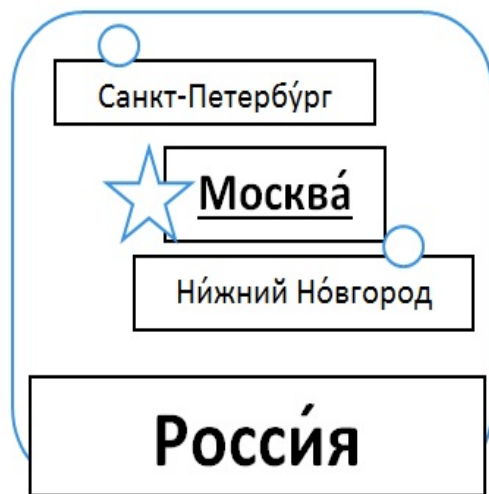 Санкт-Петербу́рг
Москва́
Ни́жний Но́вгород
Росси́я